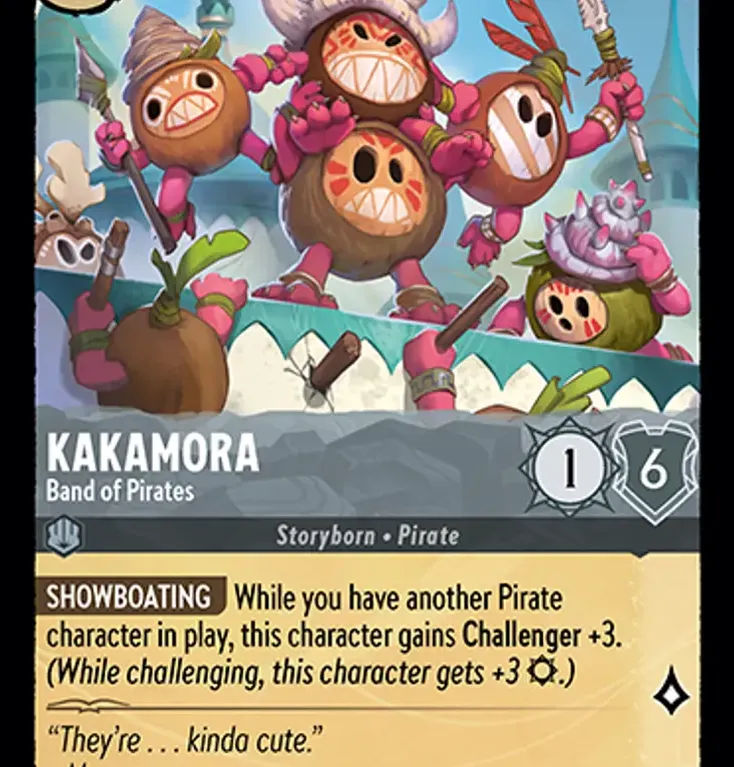 KAKAMORA
Band of Pirates
1
6
Storyborn • Pirate
SHOWBOATING While you have another Pirate
character in play, this character gains Challenger +3.
(While challenging, this character gets +3 .)
“They’re . . . kinda cute.”